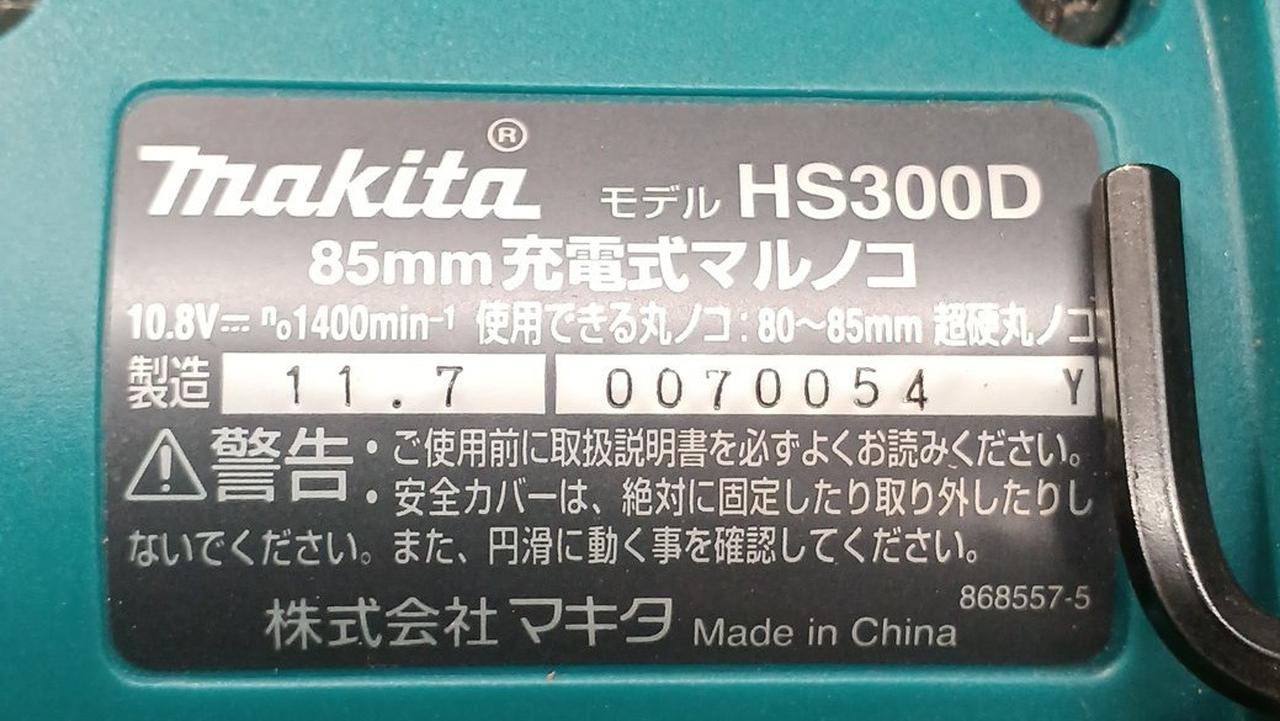 makita® モデル HS300D
85mm充電式マルノコ
10.8V⎓ n₀1400min⁻¹ 使用できる丸ノコ:80～85mm 超硬丸ノコ
製造 11.7 0070054 Y
⚠警告・ご使用前に取扱説明書を必ずよくお読みください。
・安全カバーは、絶対に固定したり取り外したりし
ないでください。また、円滑に動く事を確認してください。
868557-5
株式会社マキタ Made in China